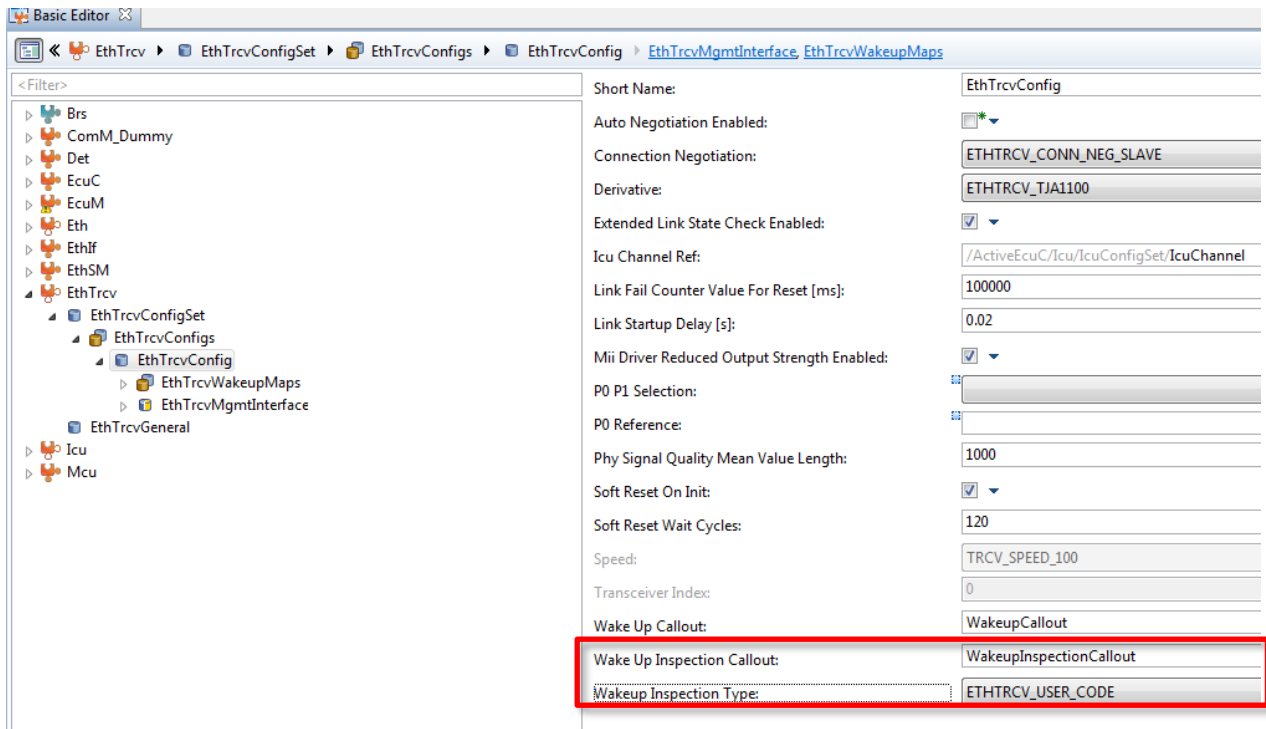 Basic Editor
EthTrcv EthTrcvConfigSet EthTrcvConfigs EthTrcvConfig EthTrcvMgmtInterface, EthTrcvWakeupMaps
<Filter>
Brs
ComM_Dummy
Det
EcuC
EcuM
Eth
EthIf
EthSM
EthTrcv
EthTrcvConfigSet
EthTrcvConfigs
EthTrcvConfig
EthTrcvWakeupMaps
EthTrcvMgmtInterface
EthTrcvGeneral
Icu
Mcu
Short Name: EthTrcvConfig
Auto Negotiation Enabled:
Connection Negotiation: ETHTRCV_CONN_NEG_SLAVE
Derivative: ETHTRCV_TJA1100
Extended Link State Check Enabled:
Icu Channel Ref: /ActiveEcuC/Icu/IcuConfigSet/IcuChannel
Link Fail Counter Value For Reset [ms]: 100000
Link Startup Delay [s]: 0.02
Mii Driver Reduced Output Strength Enabled:
P0 P1 Selection:
P0 Reference:
Phy Signal Quality Mean Value Length: 1000
Soft Reset On Init:
Soft Reset Wait Cycles: 120
Speed: TRCV_SPEED_100
Transceiver Index: 0
Wake Up Callout: WakeupCallout
Wake Up Inspection Callout: WakeupInspectionCallout
Wakeup Inspection Type: ETHTRCV_USER_CODE